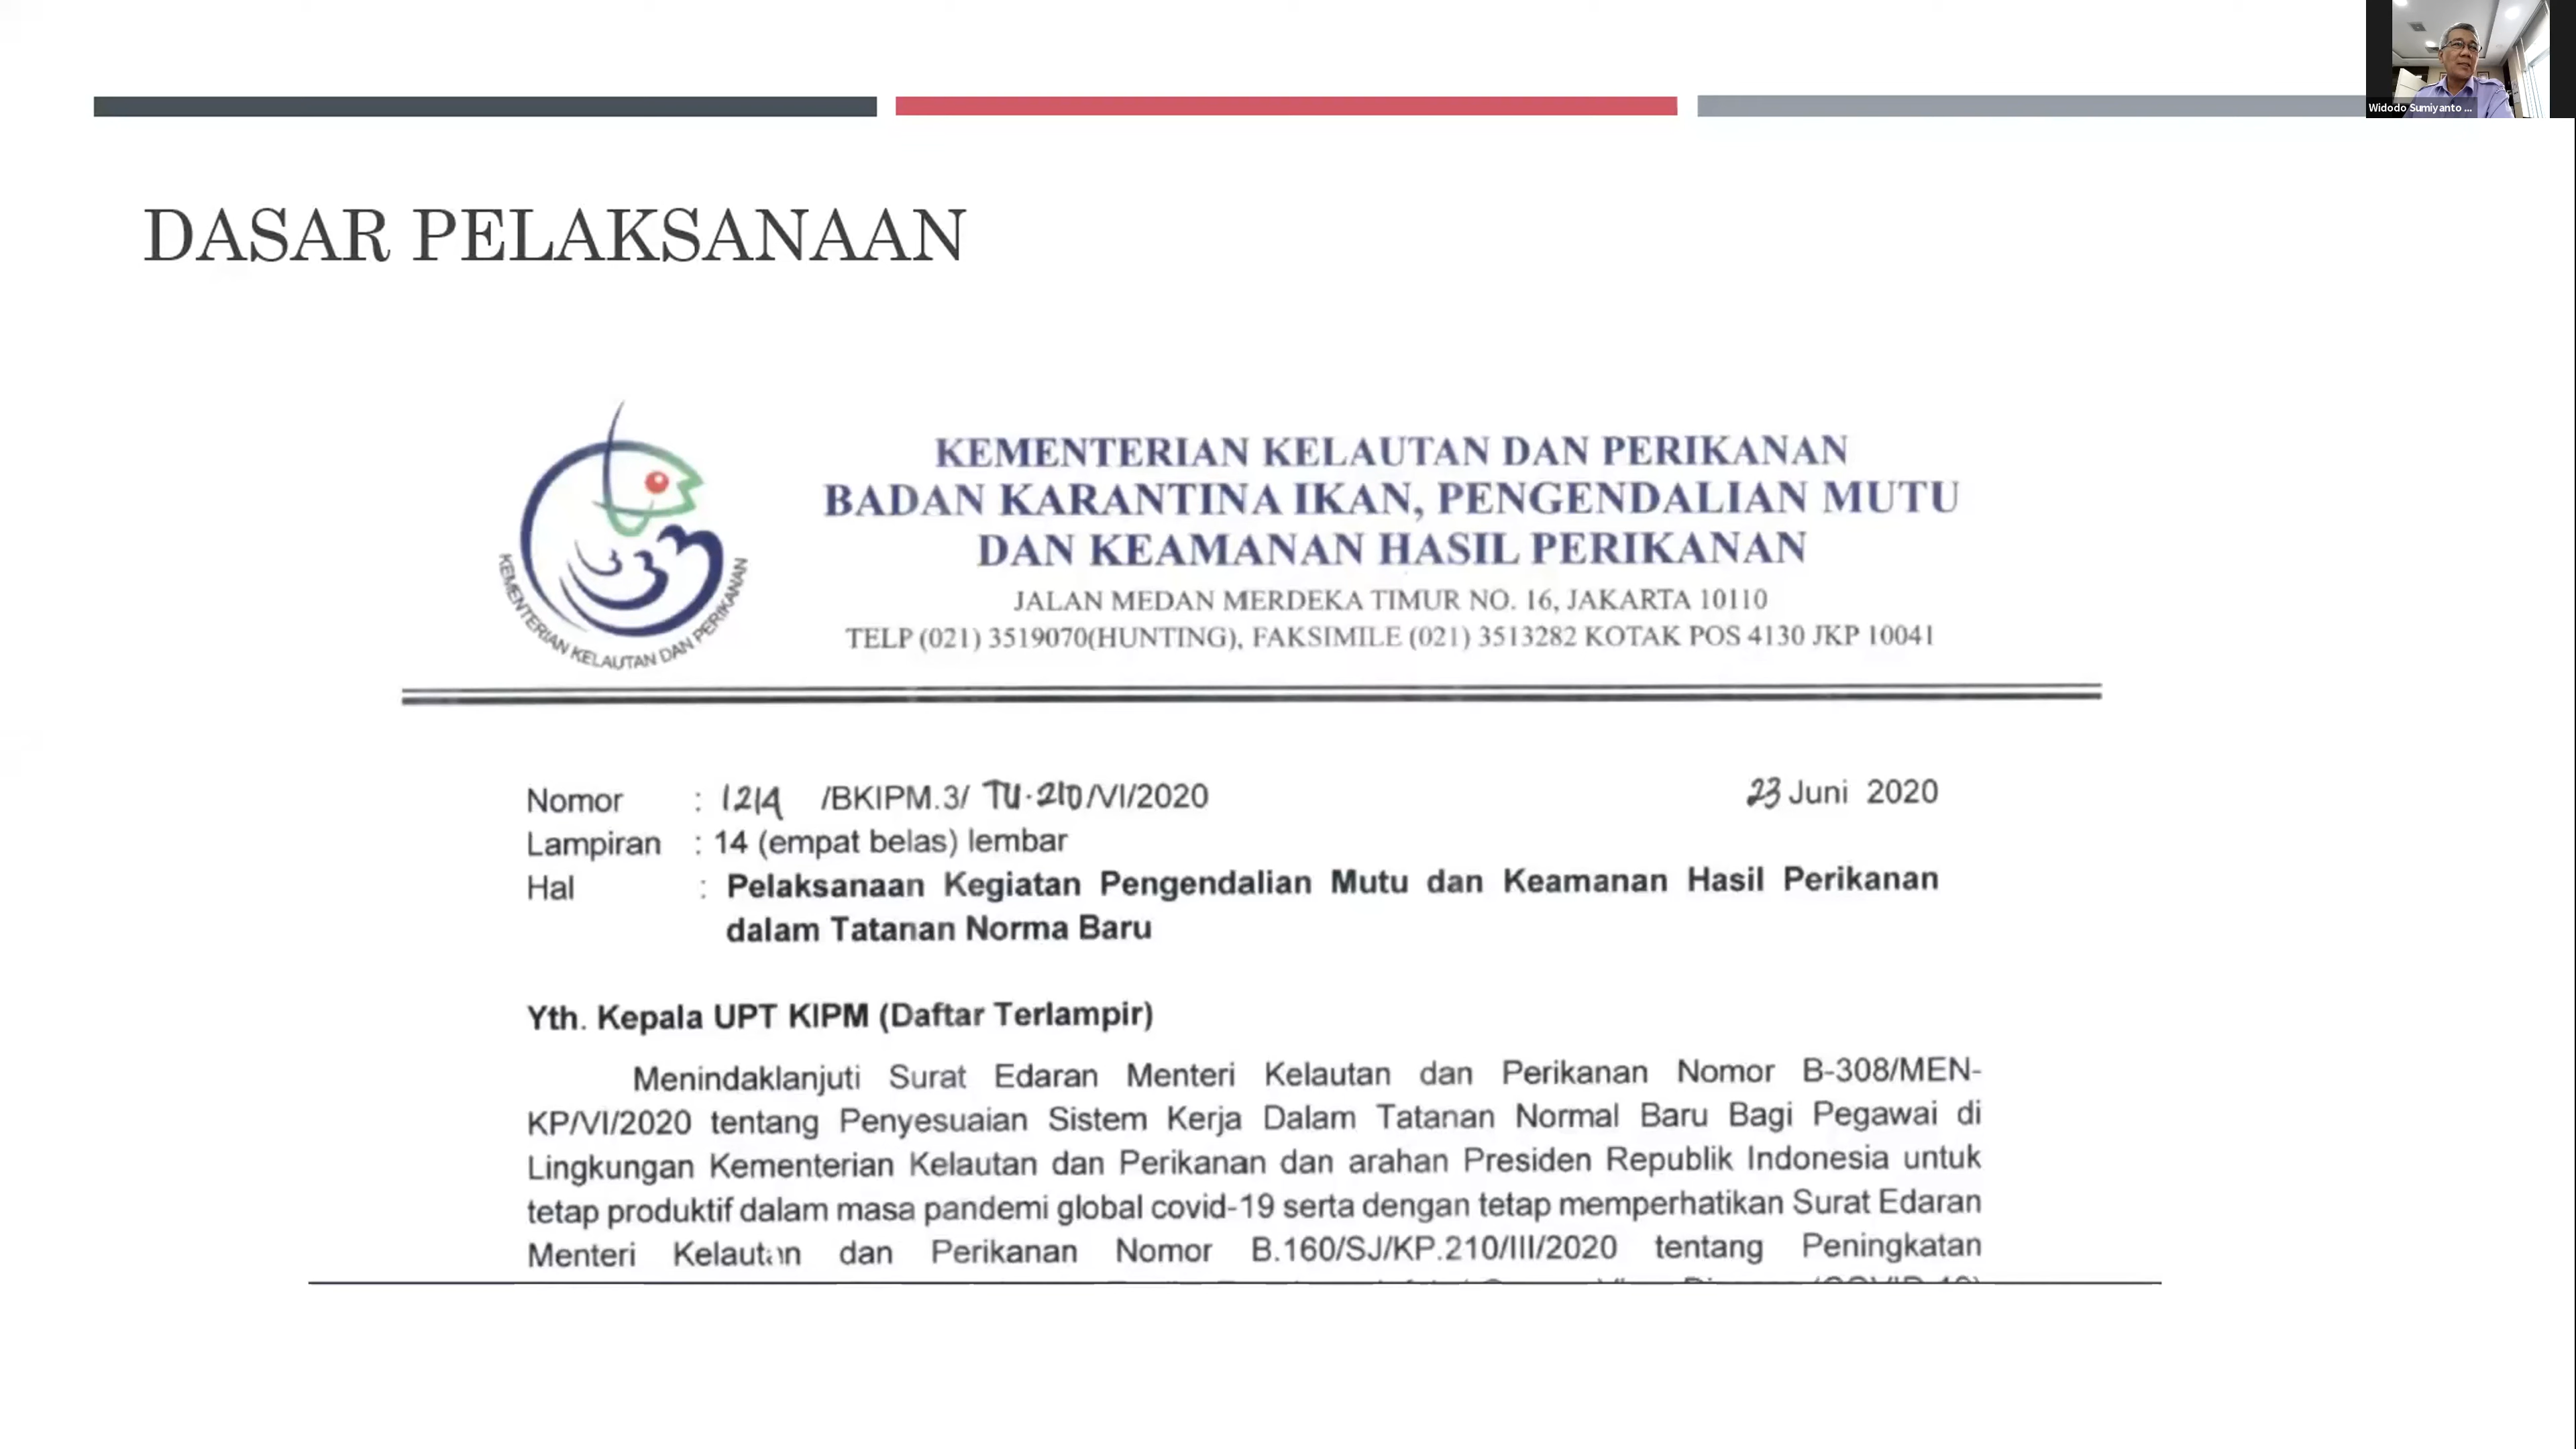 Widodo Sumiyanto ...
DASAR PELAKSANAAN
KEMENTERIAN KELAUTAN DAN PERIKANAN
KEMENTERIAN KELAUTAN DAN PERIKANAN
BADAN KARANTINA IKAN, PENGENDALIAN MUTU
DAN KEAMANAN HASIL PERIKANAN
JALAN MEDAN MERDEKA TIMUR NO. 16, JAKARTA 10110
TELP (021) 3519070(HUNTING), FAKSIMILE (021) 3513282 KOTAK POS 4130 JKP 10041
Nomor : 1214 /BKIPM.3/ TU.210/VI/2020 23 Juni 2020
Lampiran : 14 (empat belas) lembar
Hal : Pelaksanaan Kegiatan Pengendalian Mutu dan Keamanan Hasil Perikanan
dalam Tatanan Norma Baru
Yth. Kepala UPT KIPM (Daftar Terlampir)
Menindaklanjuti Surat Edaran Menteri Kelautan dan Perikanan Nomor B-308/MEN-
KP/VI/2020 tentang Penyesuaian Sistem Kerja Dalam Tatanan Normal Baru Bagi Pegawai di
Lingkungan Kementerian Kelautan dan Perikanan dan arahan Presiden Republik Indonesia untuk
tetap produktif dalam masa pandemi global covid-19 serta dengan tetap memperhatikan Surat Edaran
Menteri Kelautan dan Perikanan Nomor B.160/SJ/KP.210/III/2020 tentang Peningkatan